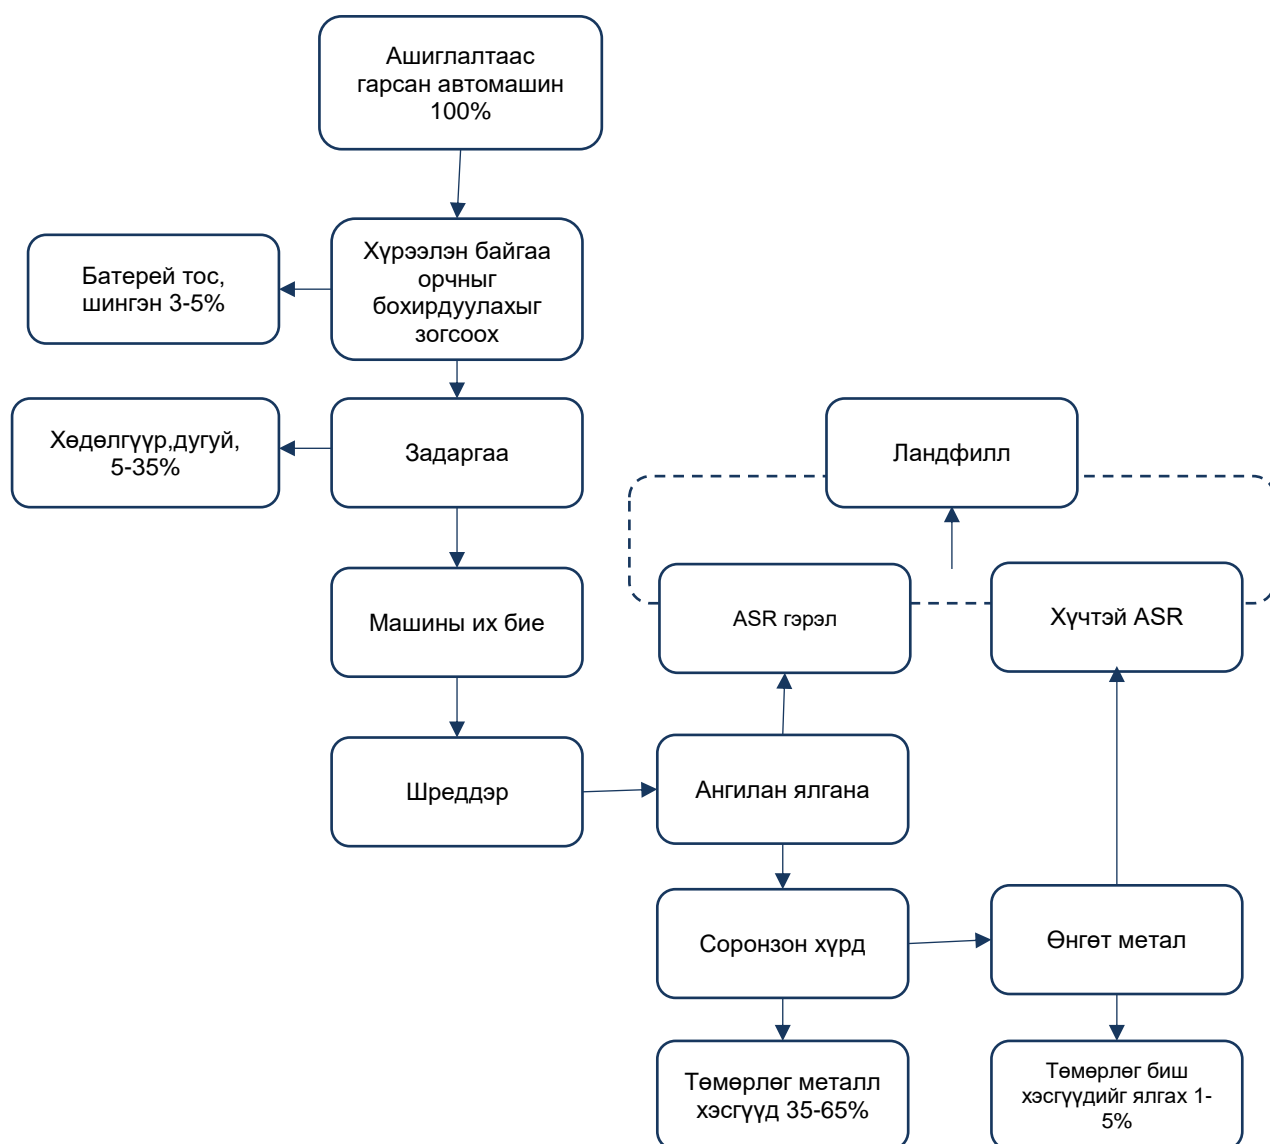 Ашиглалтаас
гарсан автомашин
100%
Хүрээлэн байгаа
орчныг
бохирдуулахыг
зогсоох
Батерей тос,
шингэн 3-5%
Хөдөлгүүр,дугуй,
5-35%
Задаргаа
Ландфилл
Машины их бие
ASR гэрэл
Хүчтэй ASR
Шреддэр
Ангилан ялгана
Соронзон хүрд
Өнгөт метал
Төмөрлөг металл
хэсгүүд 35-65%
Төмөрлөг биш
хэсгүүдийг ялгах 1-
5%